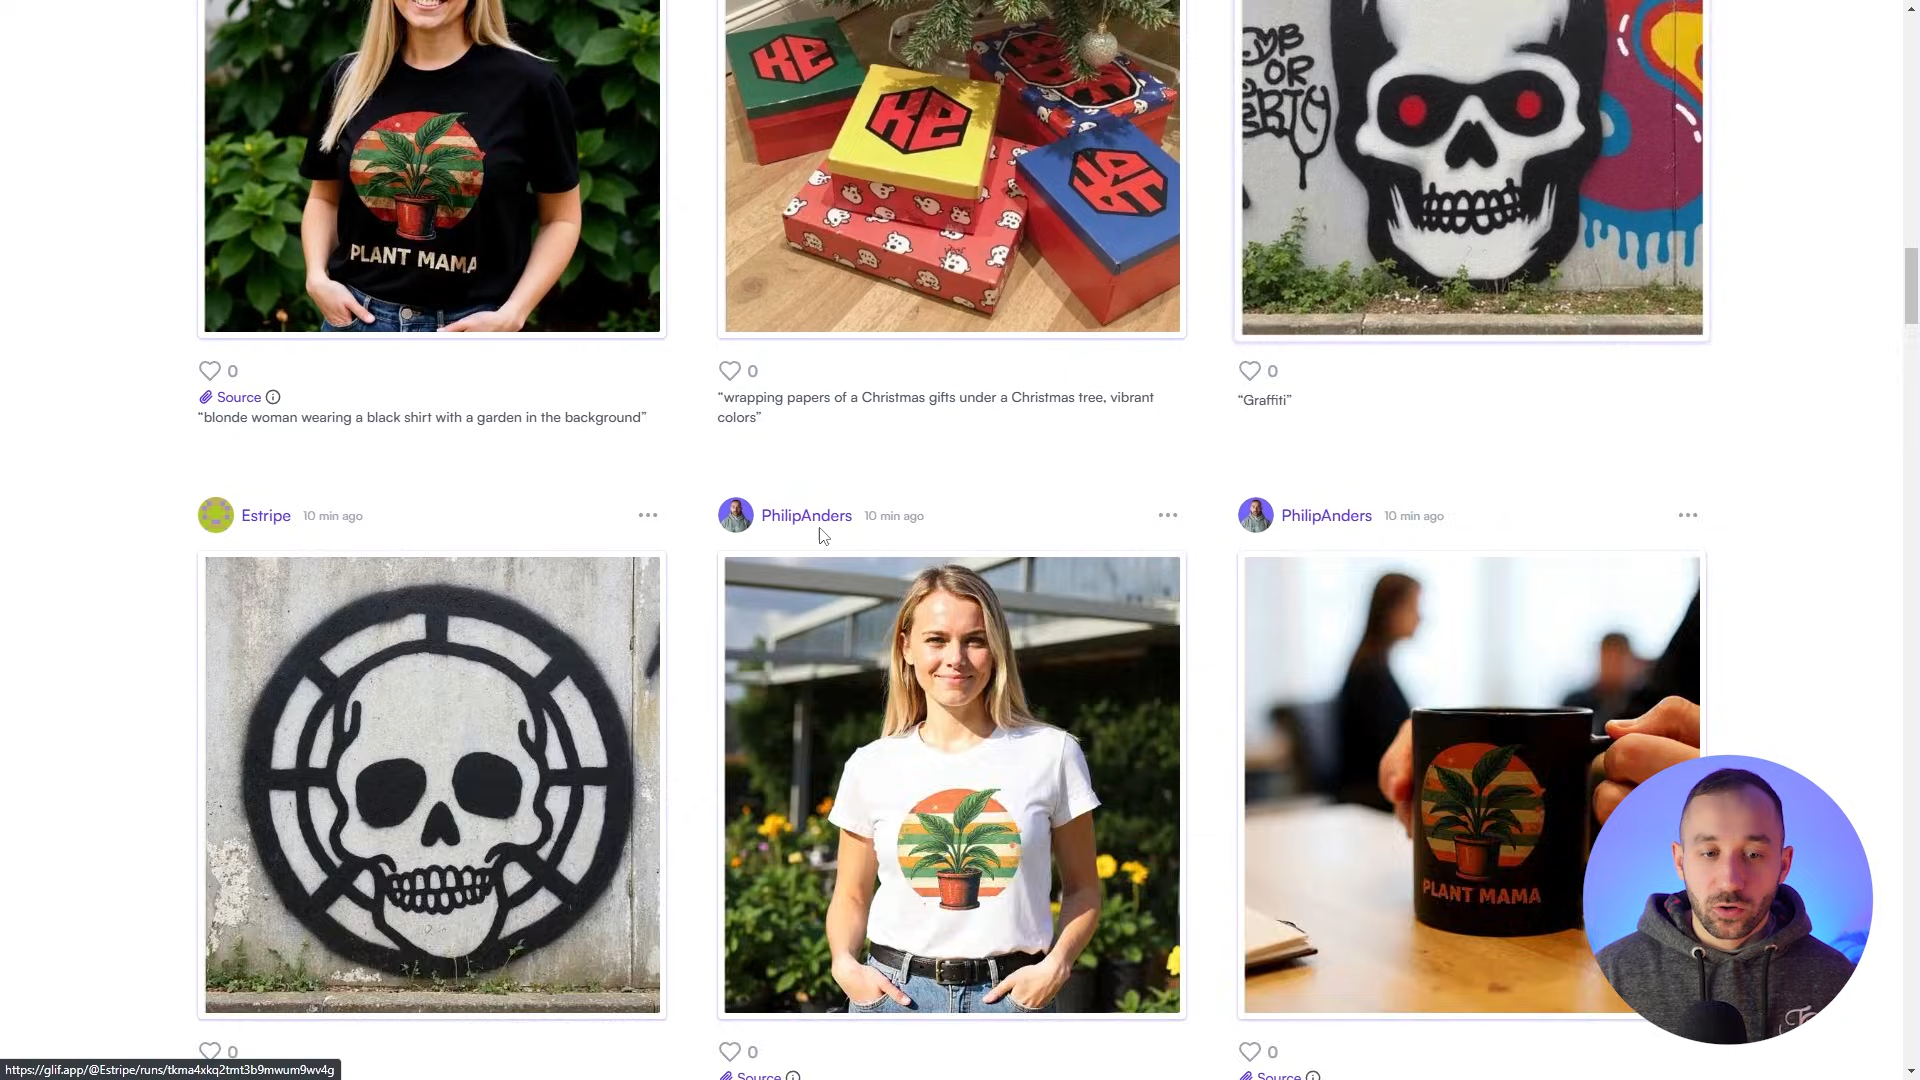 PLANT MAMA
KE
OR
0
0
0
Source
“blonde woman wearing a black shirt with a garden in the background”
“wrapping papers of a Christmas gifts under a Christmas tree, vibrant
colors”
“Graffiti”
Estripe 10 min ago
PhilipAnders 10 min ago
PhilipAnders 10 min ago
PLANT MAMA
0
0
0
Source
Source
https://glif.app/@Estripe/runs/tkma4xkq2tmt3b9mwum9wv4g